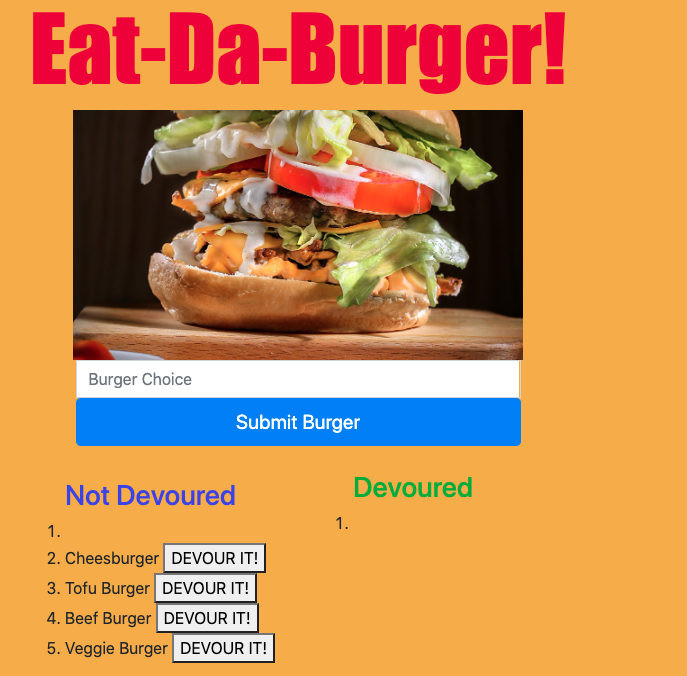 Eat-Da-Burger!
Burger Choice
Submit Burger
Not Devoured
1.
2. Cheesburger DEVOUR IT!
3. Tofu Burger DEVOUR IT!
4. Beef Burger DEVOUR IT!
5. Veggie Burger DEVOUR IT!
Devoured
1.